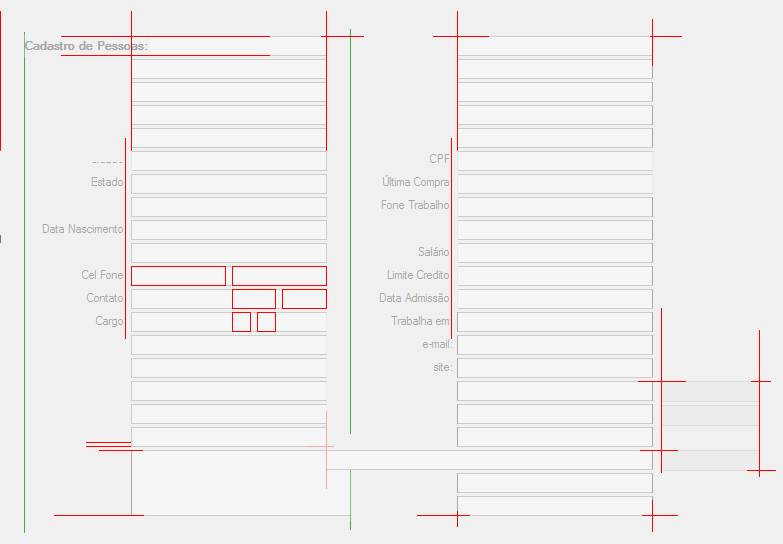 Cadastro de Pessoas:
CPF
Estado
Última Compra
Fone Trabalho
Data Nascimento
Salário
Cel Fone
Limite Credito
Contato
Data Admissão
Cargo
Trabalha em
e-mail:
site: